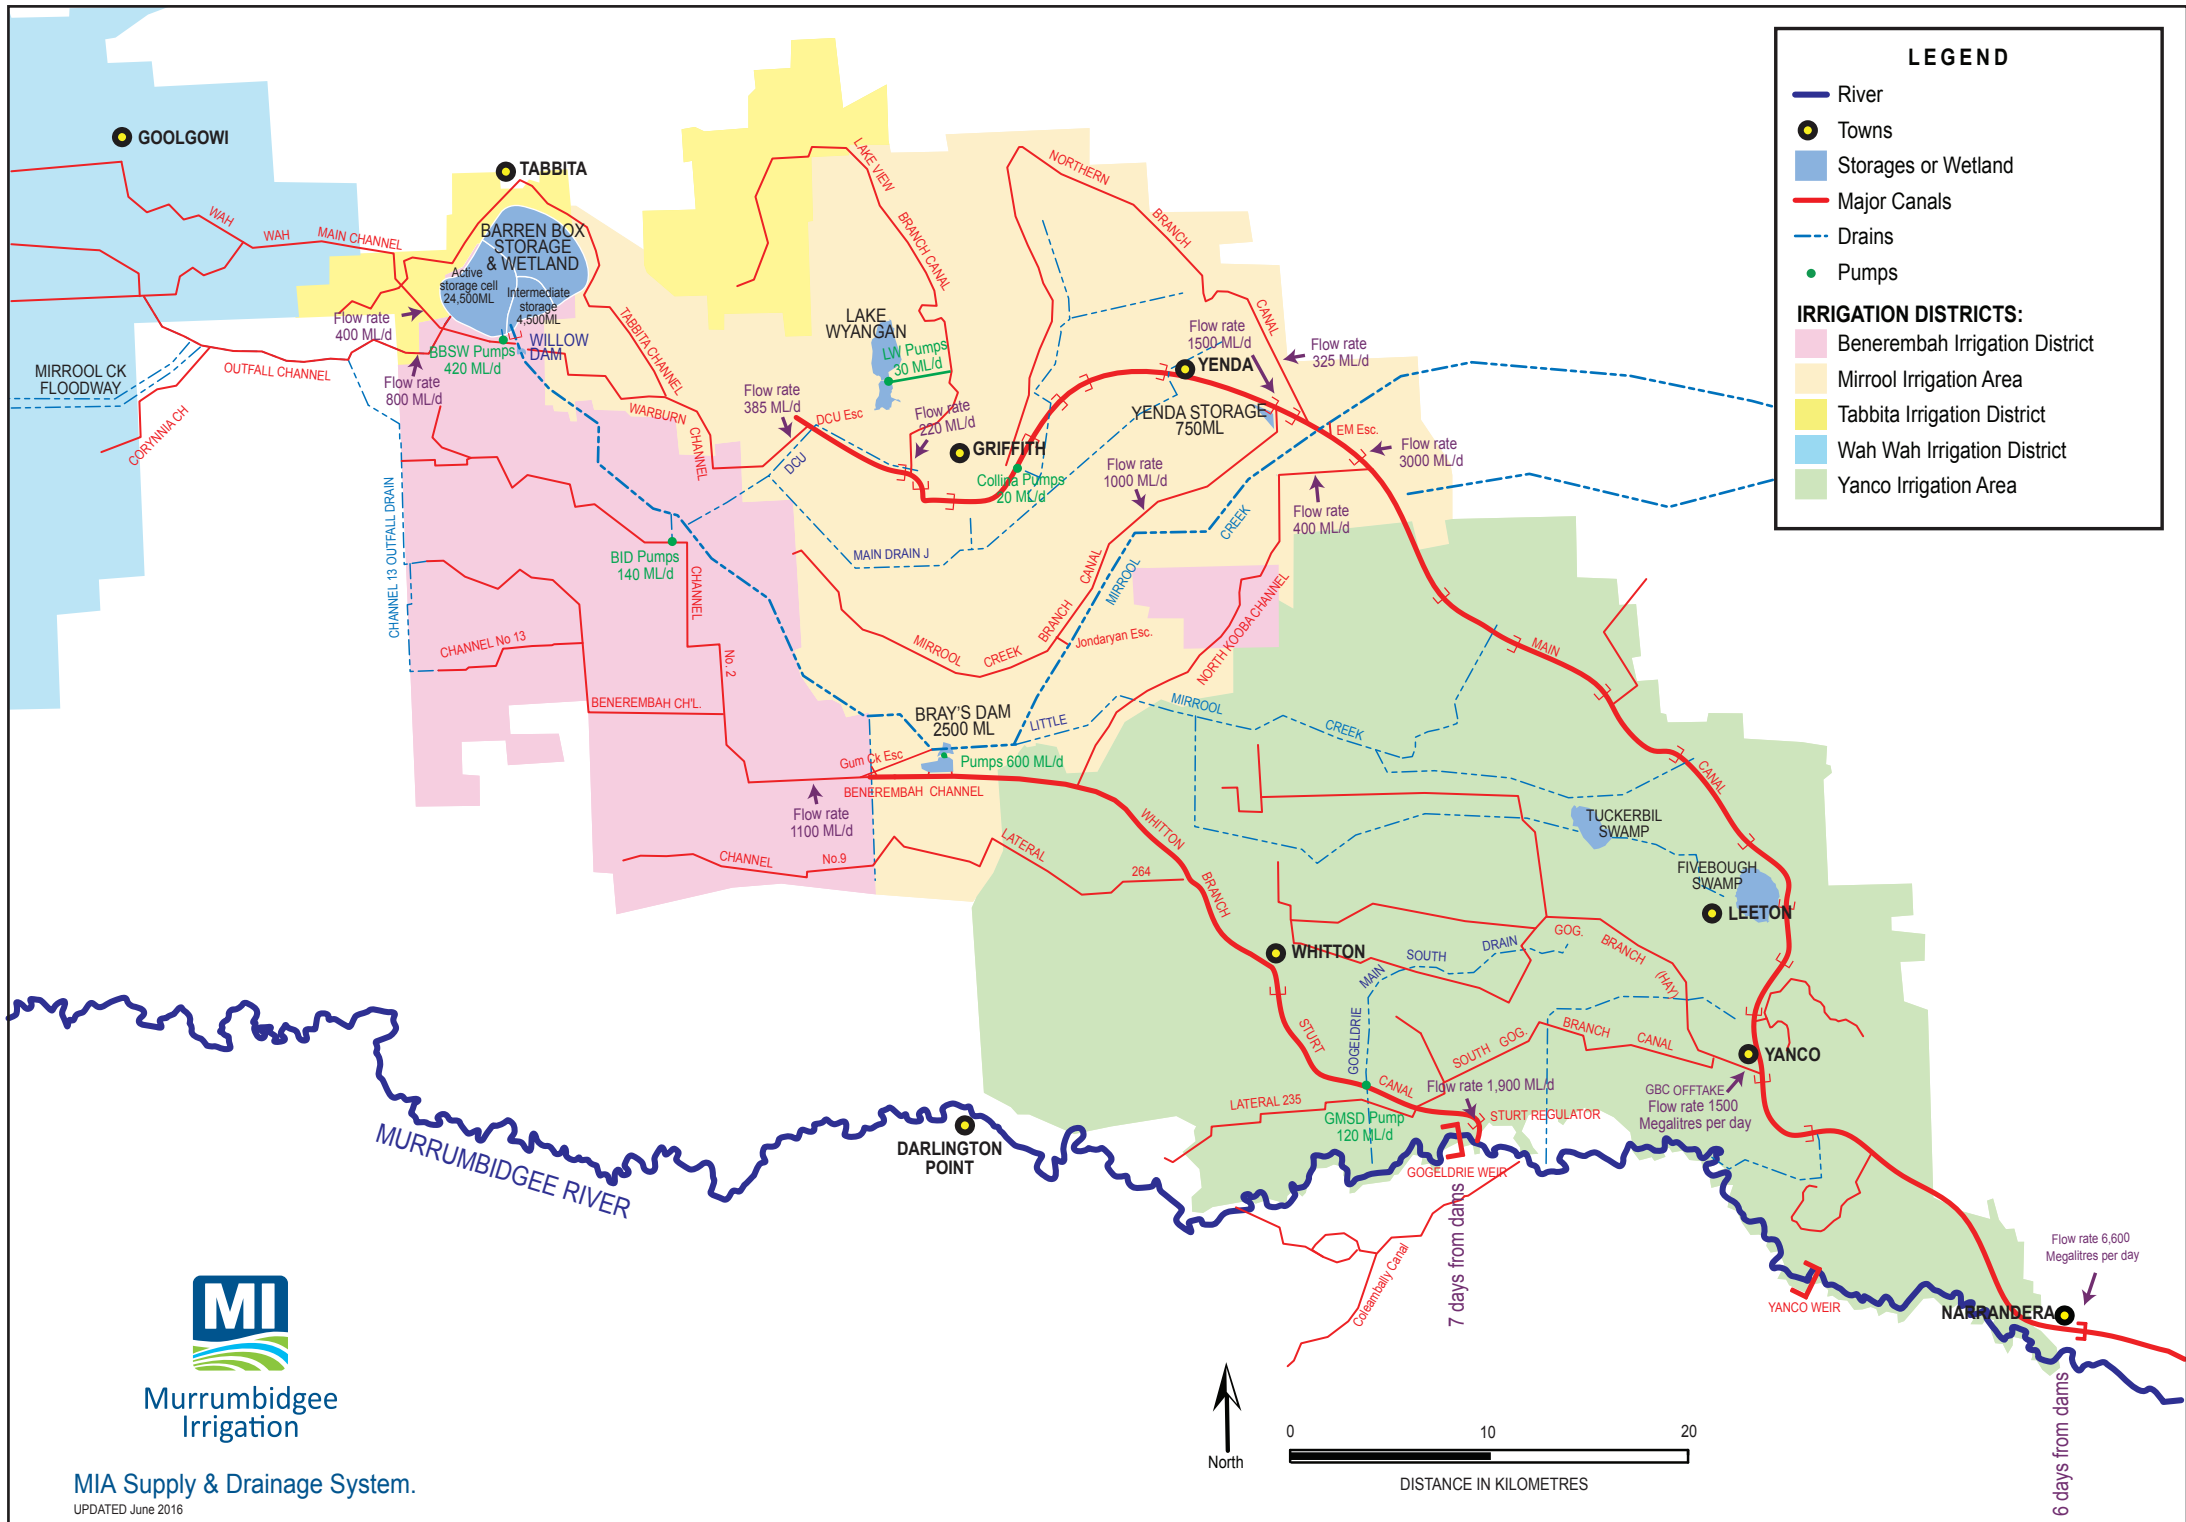 GOOLGOWI
TABBITA
WAH
WAH
MAIN CHANNEL
BARREN BOX
STORAGE
& WETLAND
Active
storage cell
24,500ML
Intermediate
storage
4,500ML
Flow rate
400 ML/d
WILLOW
DAM
BBSW Pumps
420 ML/d
Flow rate
800 ML/d
OUTFALL CHANNEL
MIRROOL CK
FLOODWAY
CORYNNIA CH
TABBITA CHANNEL
WARBURN
CHANNEL
LAKE VIEW
BRANCH CANAL
LAKE
WYANGAN
LW Pumps
30 ML/d
Flow rate
385 ML/d
DCU Esc
DCU
Flow rate
220 ML/d
GRIFFITH
Collina Pumps
20 ML/d
NORTHERN
BRANCH
CANAL
Flow rate
1500 ML/d
YENDA
Flow rate
325 ML/d
YENDA STORAGE
750ML
EM Esc.
Flow rate
3000 ML/d
Flow rate
1000 ML/d
Flow rate
400 ML/d
MAIN DRAIN J
BID Pumps
140 ML/d
CHANNEL
No. 2
CHANNEL 13 OUTFALL DRAIN
CHANNEL No 13
BENEREMBAH CH'L.
MIRROOL
CREEK
BRANCH
CANAL
Jondaryan Esc.
MIRROOL
CREEK
NORTH KOOBA CHANNEL
BRAY'S DAM
2500 ML
LITTLE
MIRROOL
CREEK
Gum Ck Esc
Pumps 600 ML/d
BENEREMBAH CHANNEL
Flow rate
1100 ML/d
CHANNEL
No.9
LATERAL
264
WHITTON
BRANCH
MAIN
CANAL
TUCKERBIL
SWAMP
FIVEBOUGH
SWAMP
LEETON
WHITTON
STURT
CANAL
GOGELDRIE
MAIN
SOUTH
DRAIN
GOG.
BRANCH
(HAY)
SOUTH
GOG.
BRANCH
CANAL
YANCO
GBC OFFTAKE
Flow rate 1500
Megalitres per day
Flow rate 1,900 ML/d
STURT REGULATOR
LATERAL 235
GMSD Pump
120 ML/d
GOGELDRIE WEIR
7 days from dams
Coleambally Canal
DARLINGTON
POINT
MURRUMBIDGEE RIVER
YANCO WEIR
NARRANDERA
Flow rate 6,600
Megalitres per day
6 days from dams
LEGEND
River
Towns
Storages or Wetland
Major Canals
Drains
Pumps
IRRIGATION DISTRICTS:
Benerembah Irrigation District
Mirrool Irrigation Area
Tabbita Irrigation District
Wah Wah Irrigation District
Yanco Irrigation Area
MI
Murrumbidgee
Irrigation
MIA Supply & Drainage System.
UPDATED June 2016
North
0 10 20
DISTANCE IN KILOMETRES